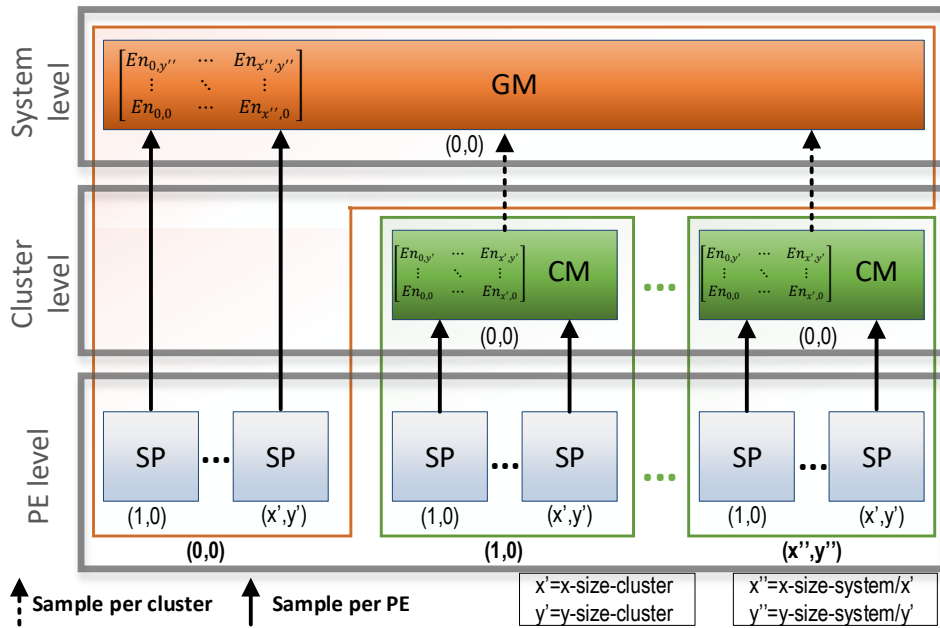 System level
[En0,y'' ⋯ Enx'',y''
⋮ ⋱ ⋮
En0,0 ⋯ Enx'',0]
GM
(0,0)
Cluster level
[En0,y' ⋯ Enx',y'
⋮ ⋱ ⋮
En0,0 ⋯ Enx',0]
CM
(0,0)
...
[En0,y' ⋯ Enx',y'
⋮ ⋱ ⋮
En0,0 ⋯ Enx',0]
CM
(0,0)
PE level
SP ... SP
(1,0) (x',y')
(0,0)
SP ... SP
(1,0) (x',y')
(1,0)
...
SP ... SP
(1,0) (x',y')
(x'',y'')
Sample per cluster
Sample per PE
x'=x-size-cluster
y'=y-size-cluster
x''=x-size-system/x'
y''=y-size-system/y'